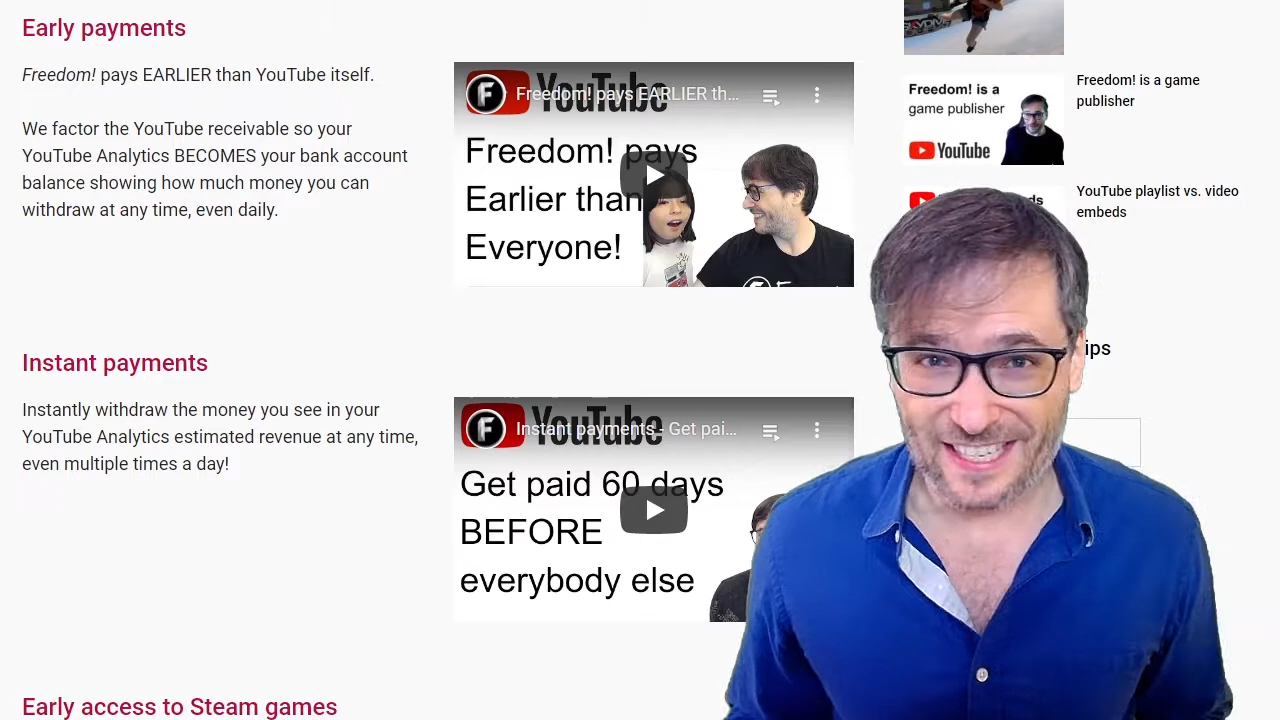 Early payments
Freedom! pays EARLIER than YouTube itself.
We factor the YouTube receivable so your
YouTube Analytics BECOMES your bank account
balance showing how much money you can
withdraw at any time, even daily.
YouTube
F
Freedom! pays EARLIER th...
Freedom! pays
Earlier than
Everyone!
F
Instant payments
Instantly withdraw the money you see in your
YouTube Analytics estimated revenue at any time,
even multiple times a day!
YouTube
F
Instant payments - Get pai...
Get paid 60 days
BEFORE
everybody else
Early access to Steam games
Freedom! is a
game publisher
YouTube
Freedom! is a game
publisher
YouTube playlist vs. video
embeds
ips